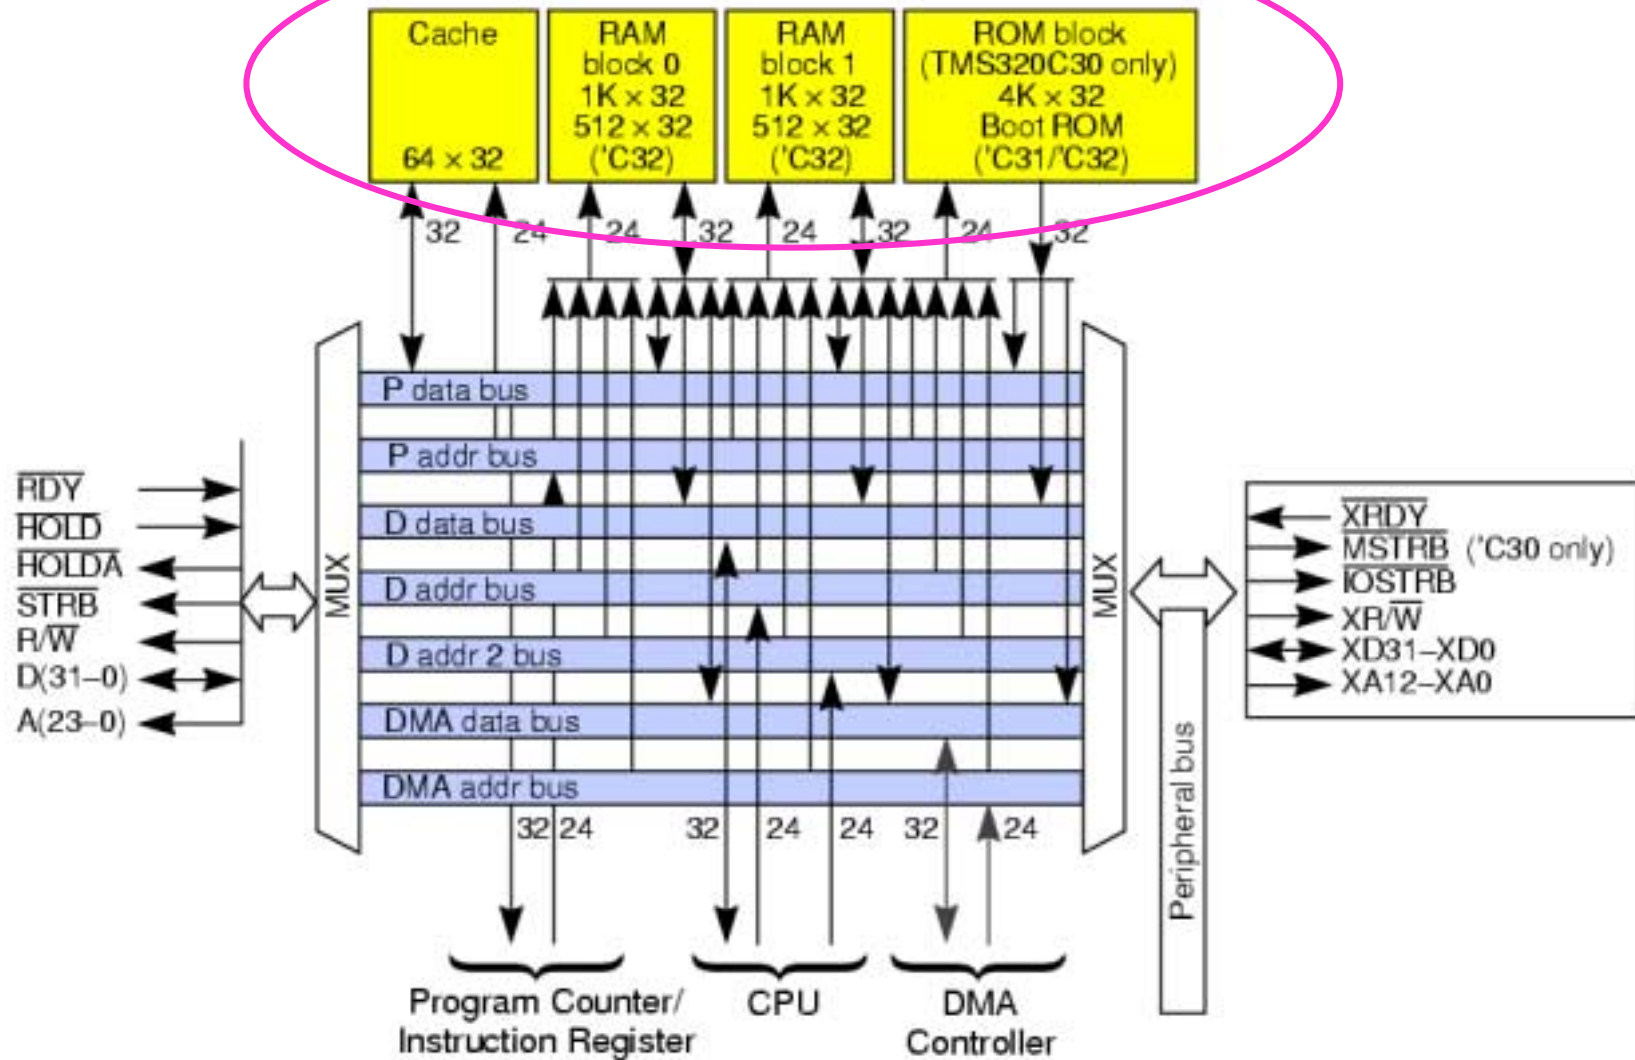 Cache
64 × 32
RAM
block 0
1K × 32
512 × 32
('C32)
RAM
block 1
1K × 32
512 × 32
('C32)
ROM block
(TMS320C30 only)
4K × 32
Boot ROM
('C31/'C32)
32
24
24
32
24
32
24
32
MUX
P data bus
P addr bus
D data bus
D addr bus
D addr 2 bus
DMA data bus
DMA addr bus
MUX
RDY
HOLD
HOLDA
STRB
R/W
D(31–0)
A(23–0)
XRDY
MSTRB ('C30 only)
IOSTRB
XR/W
XD31–XD0
XA12–XA0
Peripheral bus
32
24
32
24
24
32
24
Program Counter/
Instruction Register
CPU
DMA
Controller